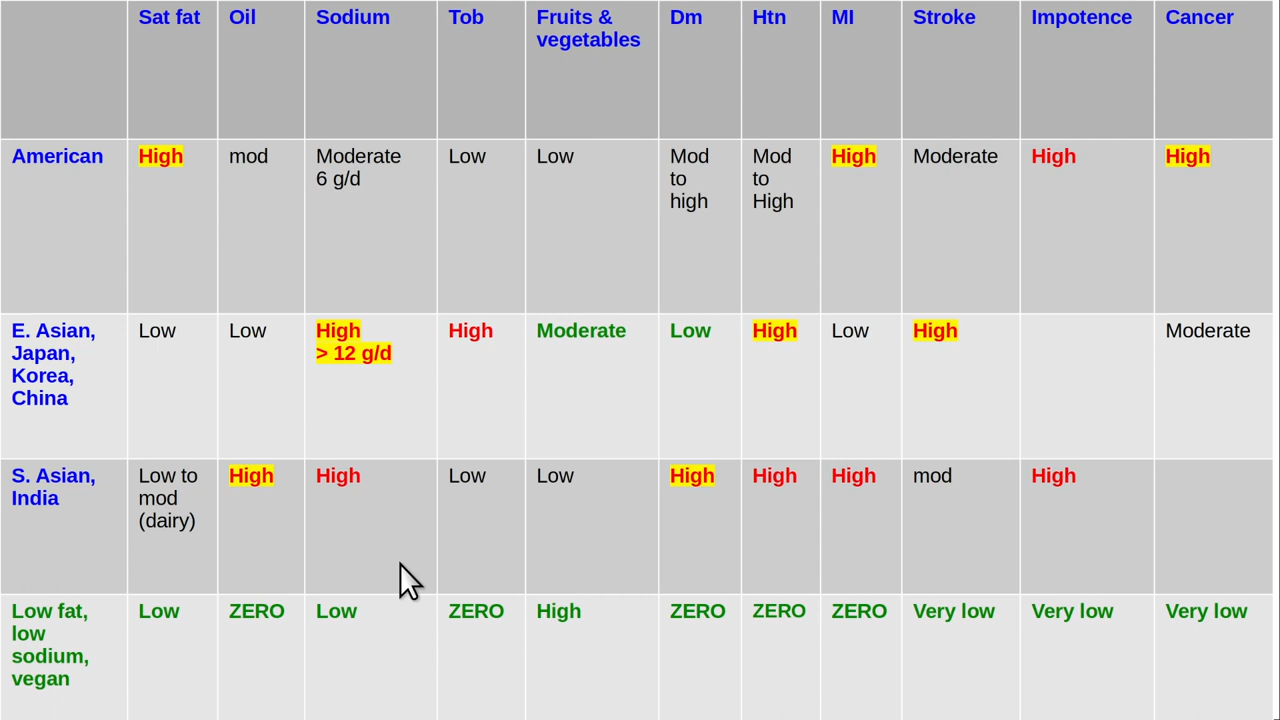 Sat fat Oil Sodium Tob Fruits & Dm Htn MI Stroke Impotence Cancer
vegetables
American High mod Moderate Low Low Mod Mod High Moderate High High
6 g/d to to
high High
E. Asian, Low Low High High Moderate Low High Low High Moderate
Japan, > 12 g/d
Korea,
China
S. Asian, Low to High High Low Low High High High mod High
India mod
(dairy)
Low fat, Low ZERO Low ZERO High ZERO ZERO ZERO Very low Very low Very low
low
sodium,
vegan